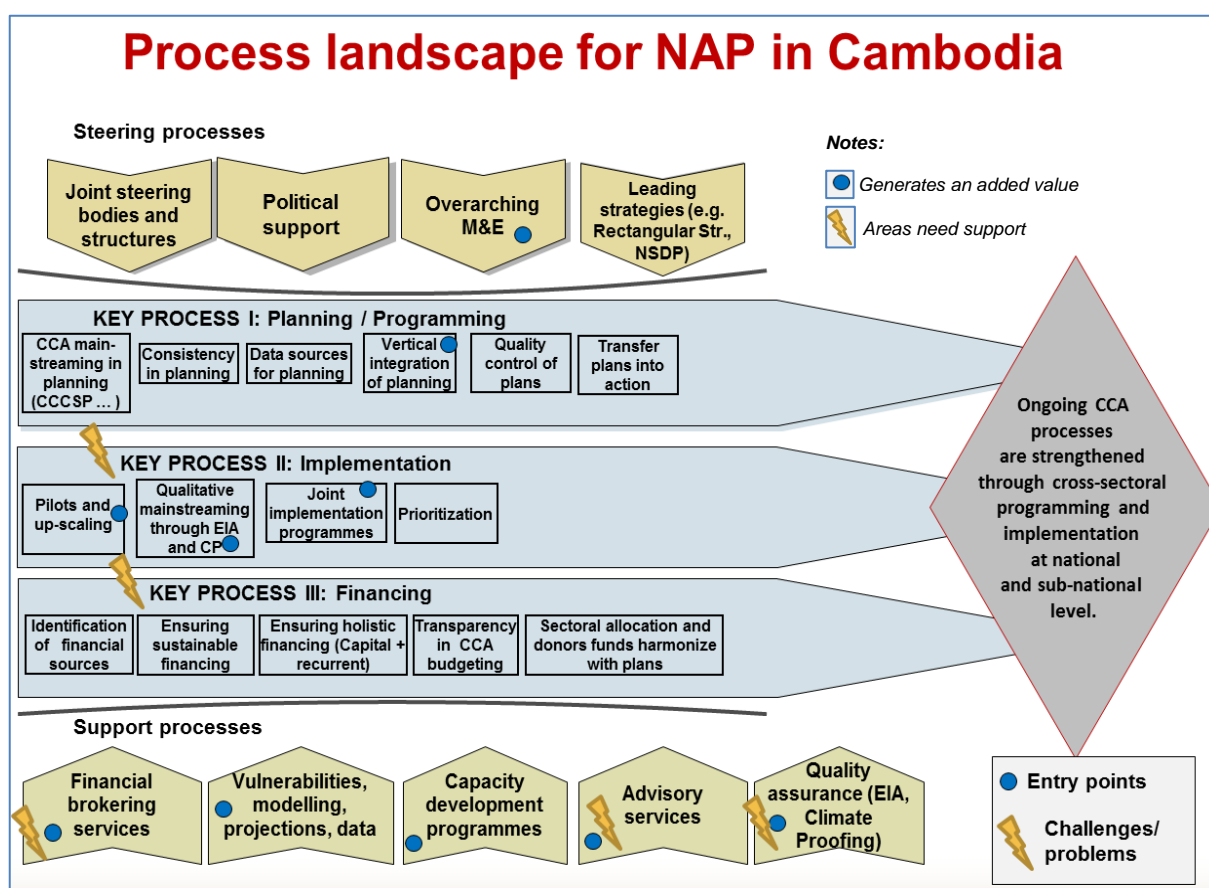 Process landscape for NAP in Cambodia
Steering processes
Joint steering
bodies and
structures
Political
support
Overarching
M&E
Leading
strategies (e.g.
Rectangular Str.,
NSDP)
Notes:
Generates an added value
Areas need support
KEY PROCESS I: Planning / Programming
CCA main-
streaming in
planning
(CCCSP ... )
Consistency
in planning
Data sources
for planning
Vertical
integration
of planning
Quality
control of
plans
Transfer
plans into
action
KEY PROCESS II: Implementation
Pilots and
up-scaling
Qualitative
mainstreaming
through EIA
and CP
Joint
implementation
programmes
Prioritization
KEY PROCESS III: Financing
Identification
of financial
sources
Ensuring
sustainable
financing
Ensuring holistic
financing (Capital +
recurrent)
Transparency
in CCA
budgeting
Sectoral allocation and
donors funds harmonize
with plans
Ongoing CCA
processes
are strengthened
through cross-sectoral
programming and
implementation
at national
and sub-national
level.
Support processes
Financial
brokering
services
Vulnerabilities,
modelling,
projections, data
Capacity
development
programmes
Advisory
services
Quality
assurance (EIA,
Climate
Proofing)
Entry points
Challenges/
problems